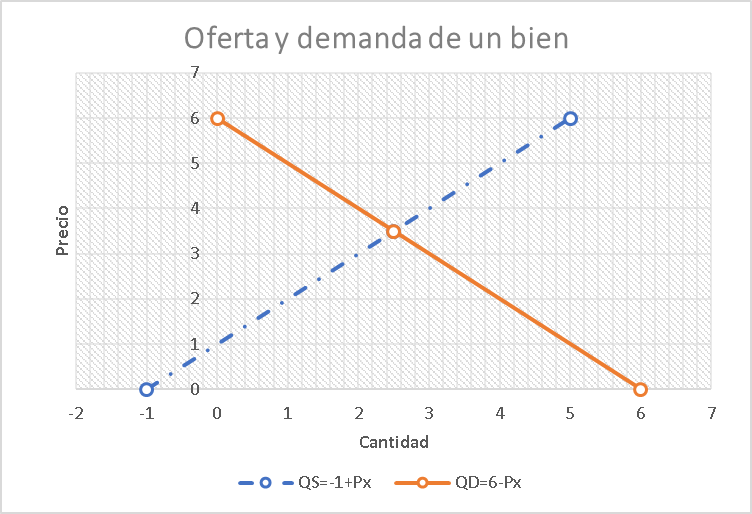 Oferta y demanda de un bien
7
6
5
4
3
2
1
0
Precio
-2 -1 0 1 2 3 4 5 6 7
Cantidad
QS=-1+Px QD=6-Px